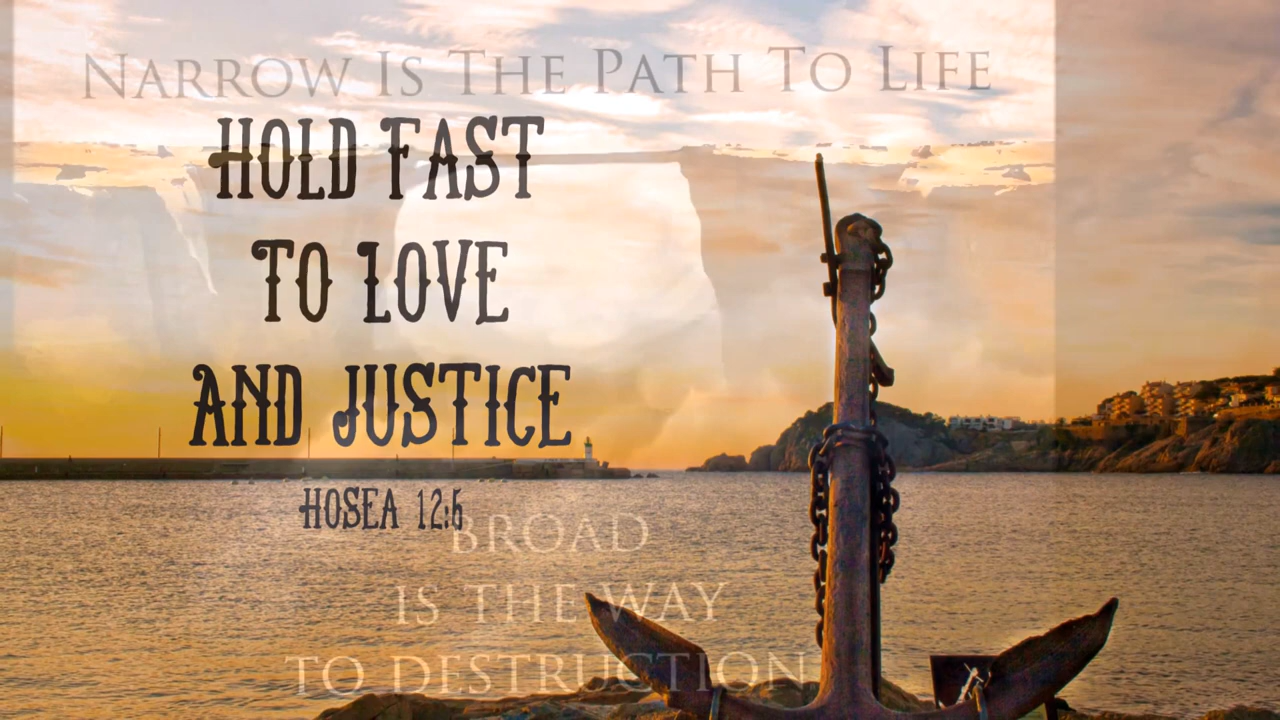 Narrow Is The Path To Life
HOLD FAST
TO LOVE
AND JUSTICE
HOSEA 12:6
BROAD
IS THE WAY
TO DESTRUCTION